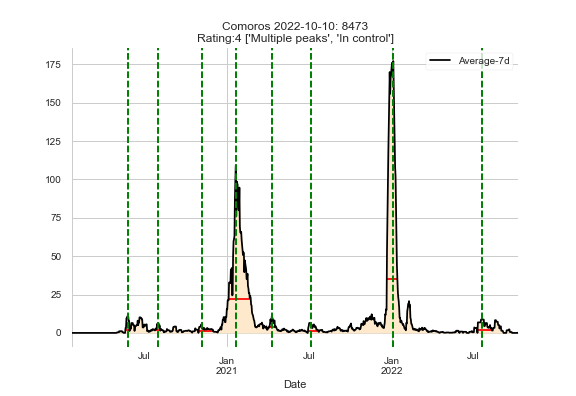 Comoros 2022-10-10: 8473
Rating:4 ['Multiple peaks', 'In control']
Average-7d
175
150
125
100
75
50
25
0
Jul
Jan
2021
Jul
Jan
2022
Jul
Date